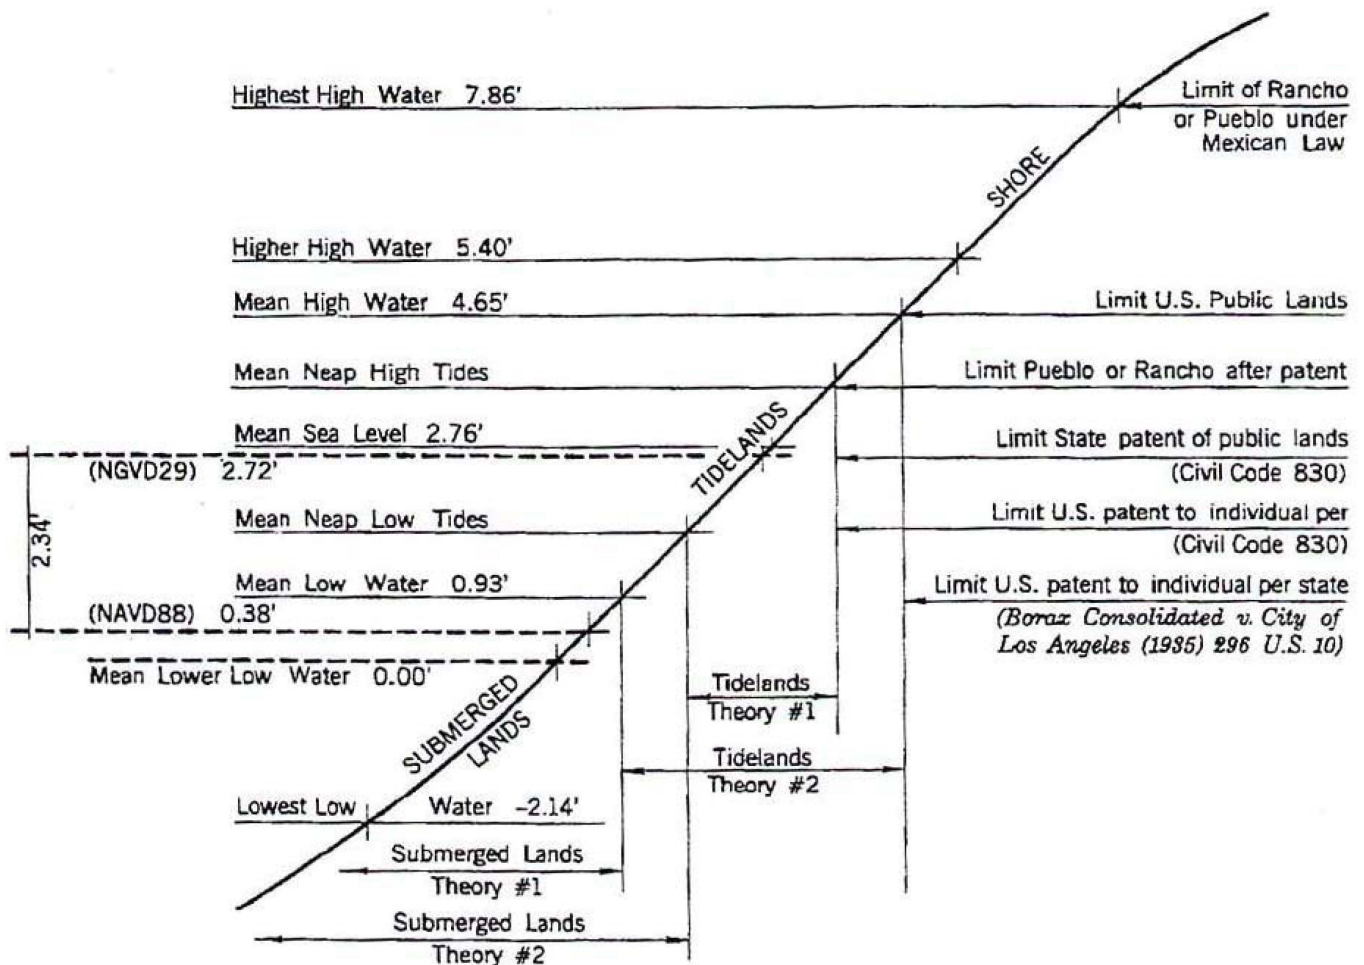 Highest High Water 7.86'
Limit of Rancho
or Pueblo under
Mexican Law
SHORE
Higher High Water 5.40'
Mean High Water 4.65'
Limit U.S. Public Lands
Mean Neap High Tides
Limit Pueblo or Rancho after patent
Mean Sea Level 2.76'
Limit State patent of public lands
(Civil Code 830)
(NGVD29) 2.72'
TIDELANDS
2.34'
Mean Neap Low Tides
Limit U.S. patent to individual per
(Civil Code 830)
Mean Low Water 0.93'
Limit U.S. patent to individual per state
(Borax Consolidated v. City of
Los Angeles (1935) 296 U.S. 10)
(NAVD88) 0.38'
Mean Lower Low Water 0.00'
Tidelands
Theory #1
SUBMERGED
LANDS
Tidelands
Theory #2
Lowest Low Water -2.14'
Submerged Lands
Theory #1
Submerged Lands
Theory #2